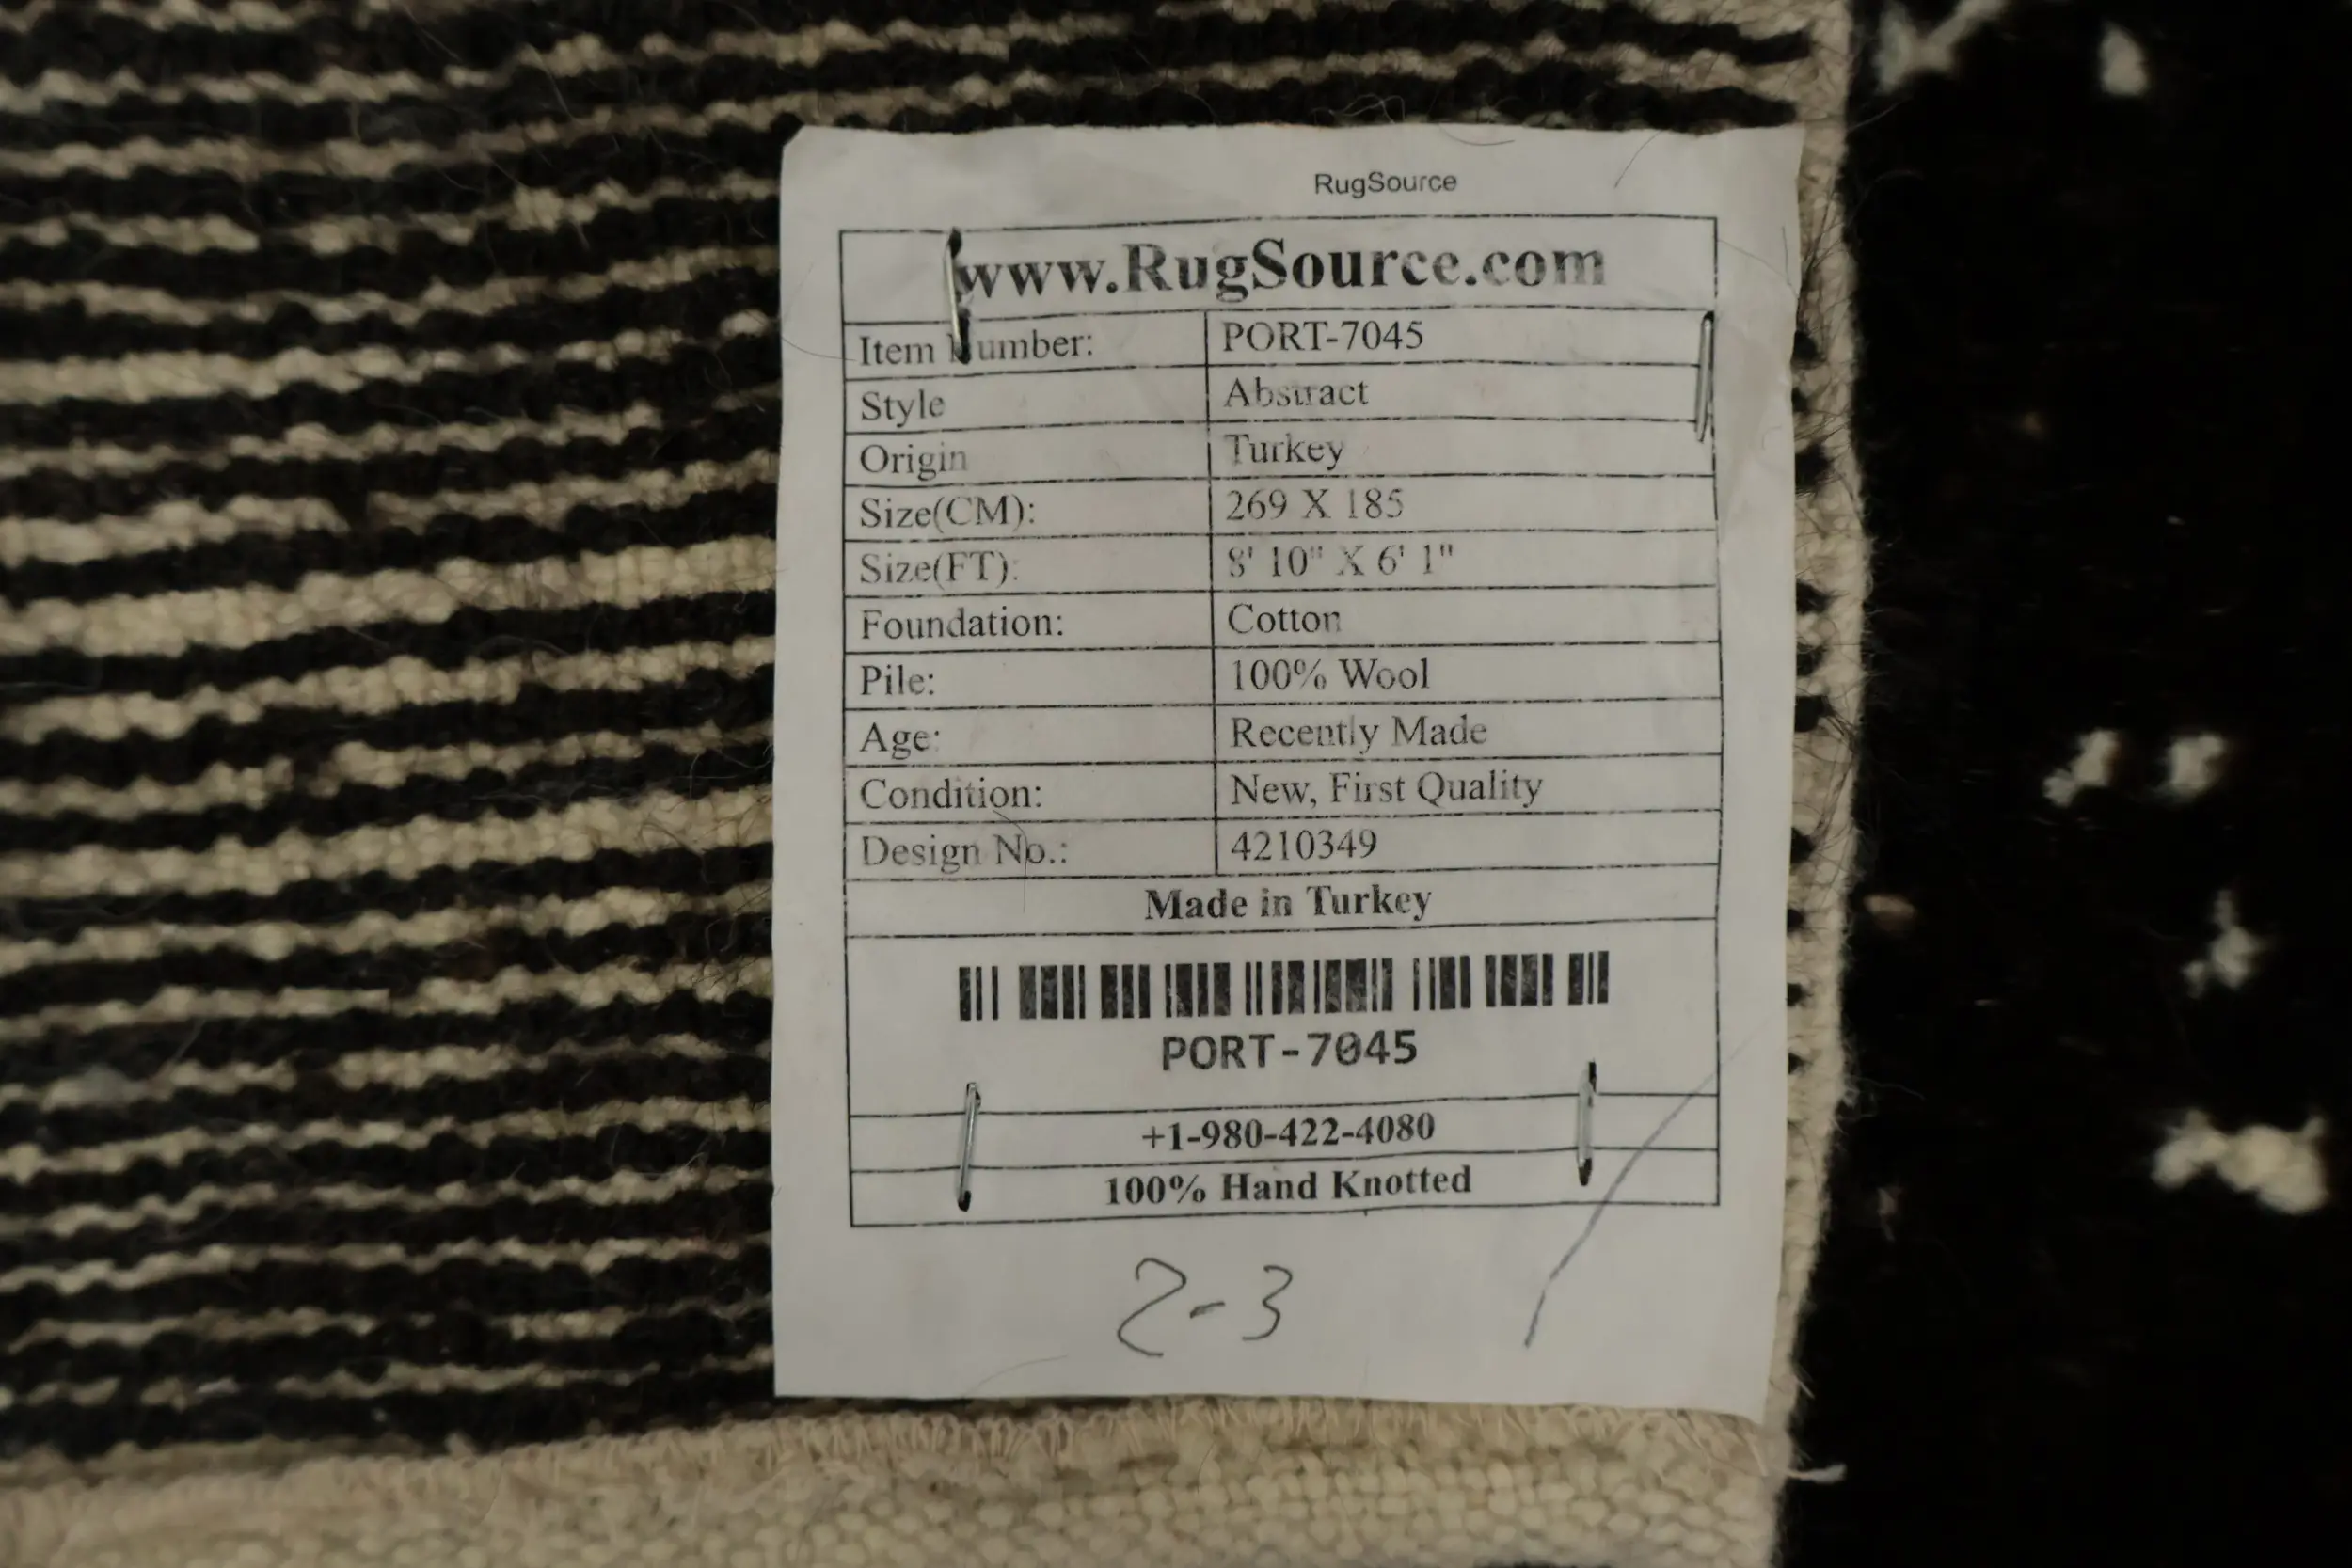 RugSource
www.RugSource.com
Item Number: PORT-7045
Style Abstract
Origin Turkey
Size(CM): 269 X 185
Size(FT): 8' 10" X 6' 1"
Foundation: Cotton
Pile: 100% Wool
Age: Recently Made
Condition: New, First Quality
Design No.: 4210349
Made in Turkey
PORT-7045
+1-980-422-4080
100% Hand Knotted
2-3